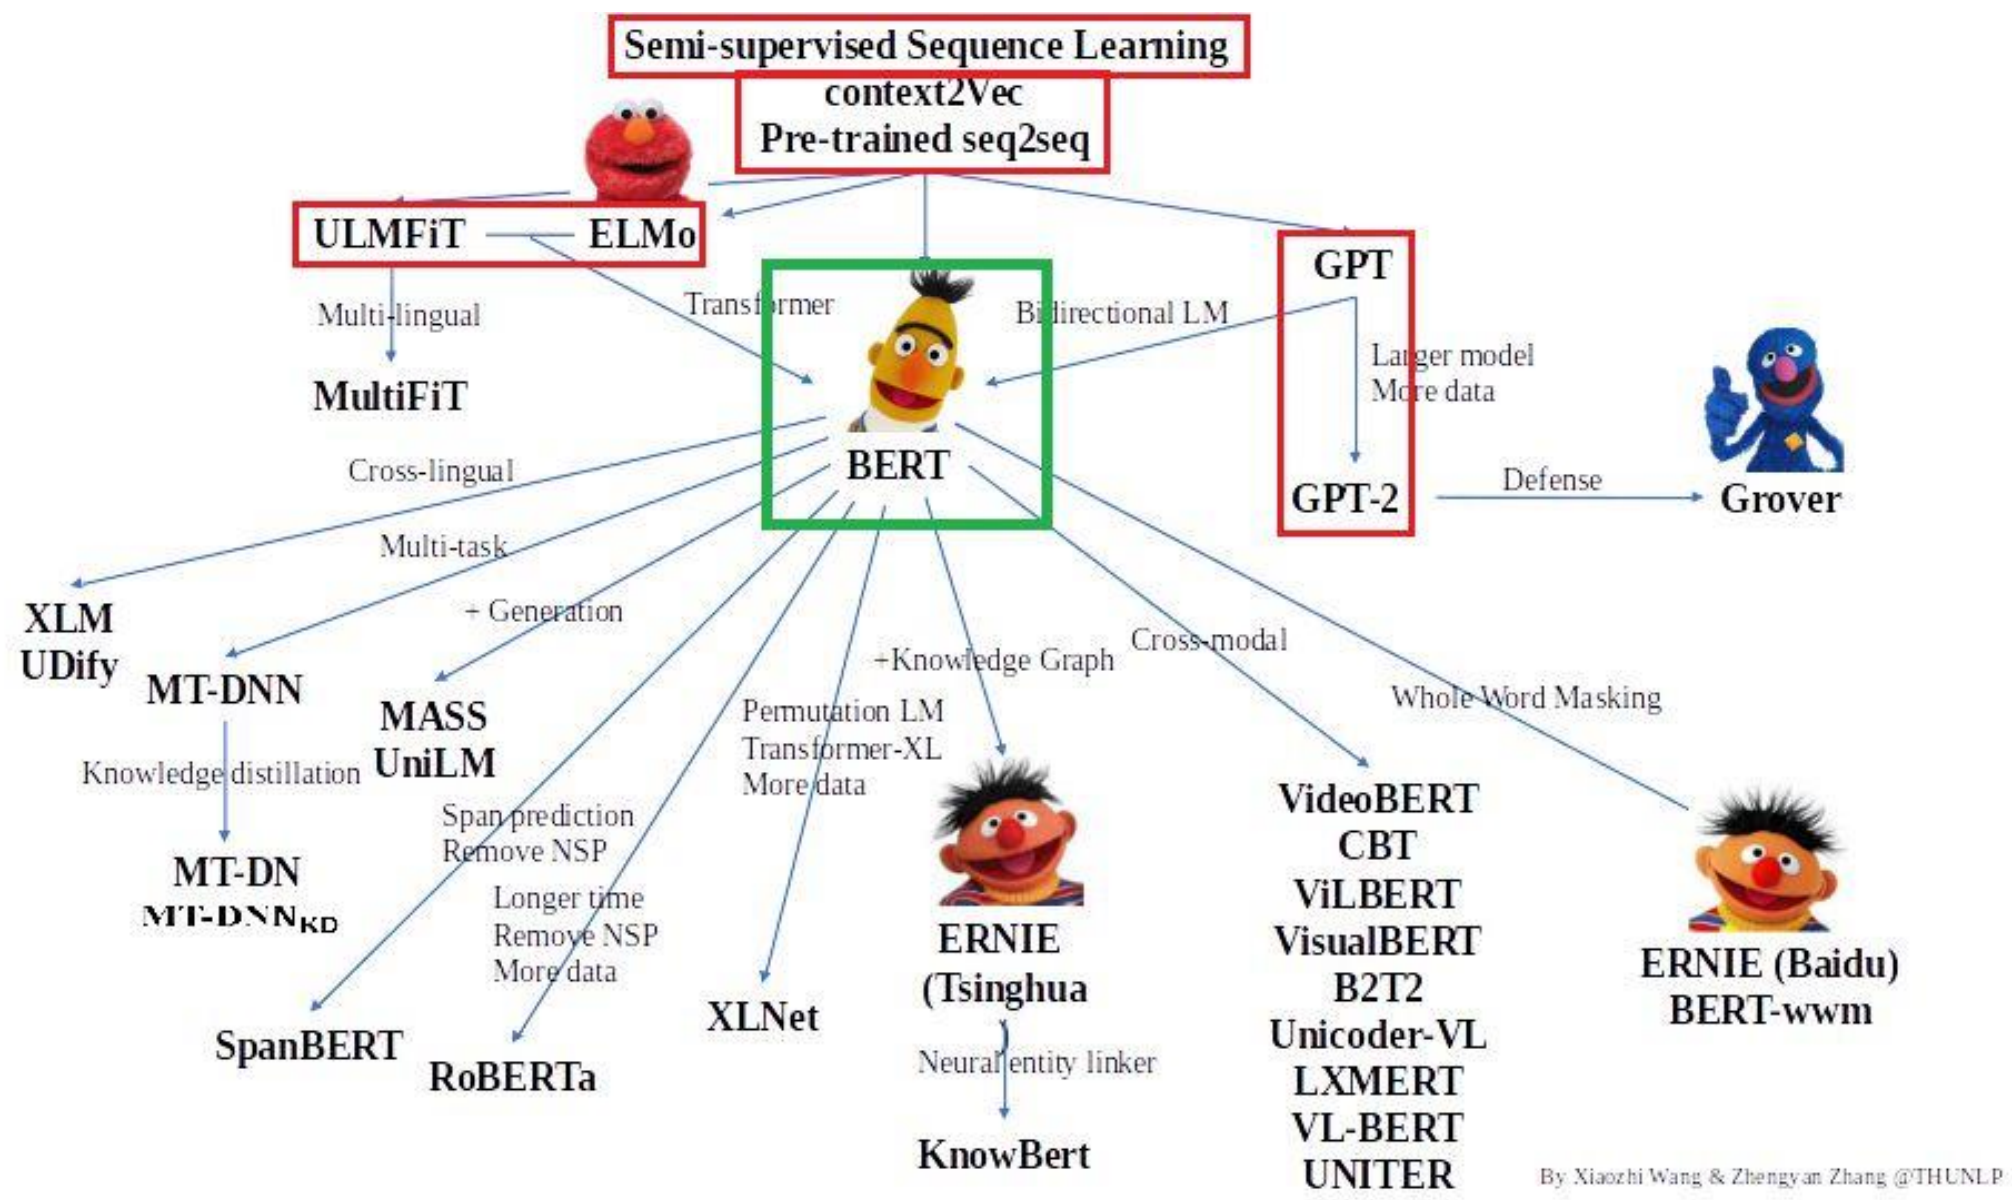 Semi-supervised Sequence Learning
context2Vec
Pre-trained seq2seq
ULMFiT
ELMo
GPT
Multi-lingual
Transformer
Bidirectional LM
Larger model
More data
MultiFiT
BERT
GPT-2
Defense
Grover
Cross-lingual
Multi-task
+ Generation
XLM
UDify
MT-DNN
MASS
UniLM
Knowledge distillation
MT-DN
MT-DNN KD
Span prediction
Remove NSP
Longer time
Remove NSP
More data
Permutation LM
Transformer-XL
More data
+Knowledge Graph
Cross-modal
Whole Word Masking
SpanBERT
RoBERTa
XLNet
ERNIE
(Tsinghua
)
Neural entity linker
KnowBert
VideoBERT
CBT
ViLBERT
VisualBERT
B2T2
Unicoder-VL
LXMERT
VL-BERT
UNITER
ERNIE (Baidu)
BERT-wwm
By Xiaozhi Wang & Zhengyan Zhang @THUNLP